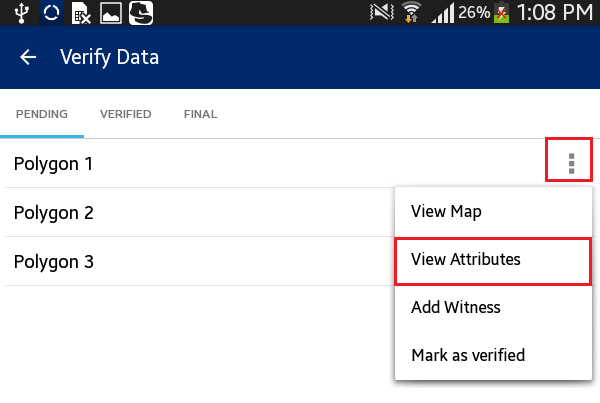 26% 1:08 PM
Verify Data
PENDING VERIFIED FINAL
Polygon 1
Polygon 2
Polygon 3
View Map
View Attributes
Add Witness
Mark as verified